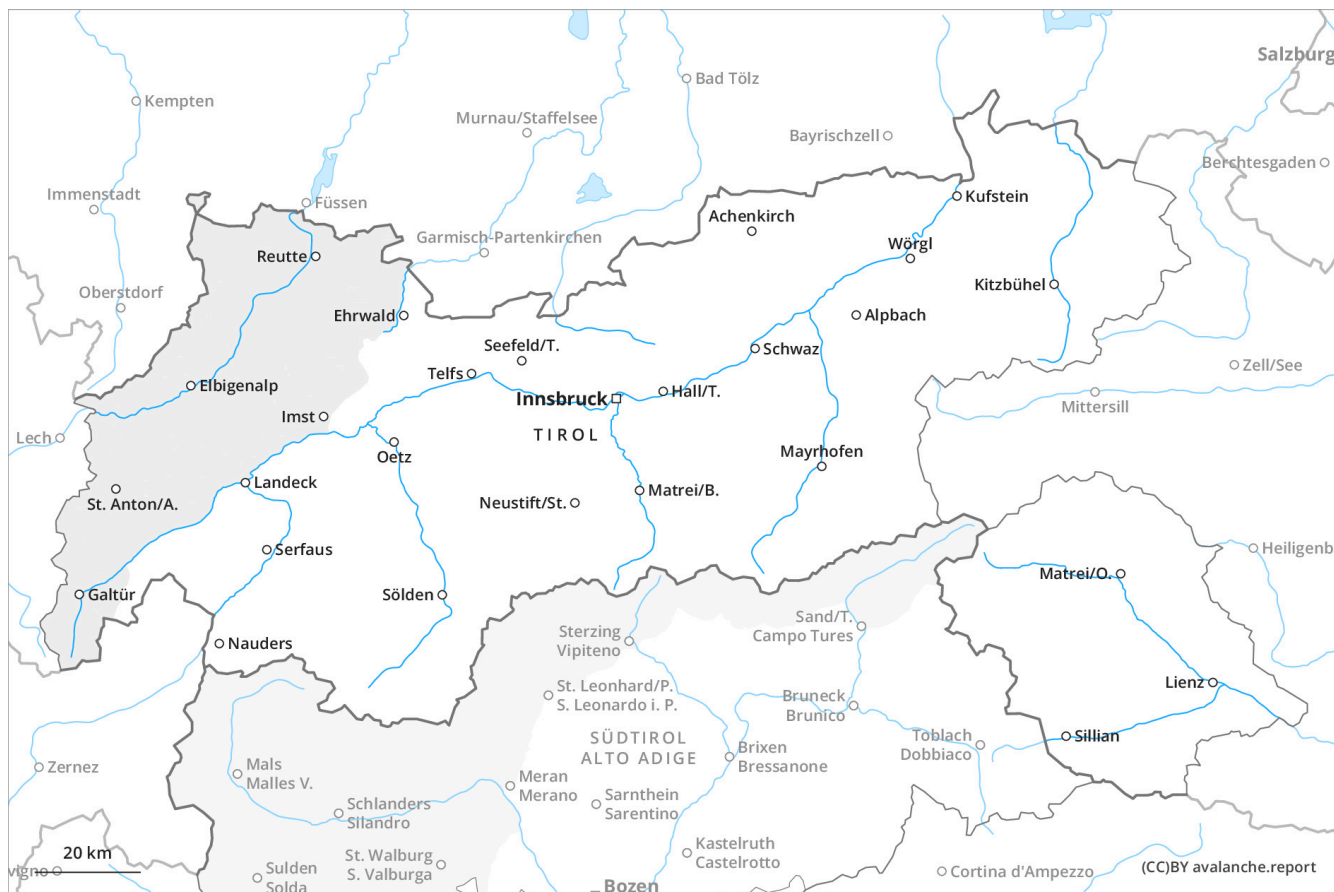 Salzburg
Bad Tölz
Kempten
Murnau/Staffelsee
Bayrischzell
Berchtesgaden
Immenstadt
Füssen
Kufstein
Achenkirch
Garmisch-Partenkirchen
Wörgl
Reutte
Kitzbühel
Oberstdorf
Ehrwald
Alpbach
Seefeld/T.
Schwaz
Zell/See
Telfs
Elbigenalp
Innsbruck
Hall/T.
Mittersill
Imst
TIROL
Lech
Oetz
Mayrhofen
Landeck
Matrei/B.
St. Anton/A.
Neustift/St.
Serfaus
Heiligenb
Matrei/O.
Galtür
Sölden
Sand/T.
Campo Tures
Sterzing
Vipiteno
Nauders
Lienz
St. Leonhard/P.
S. Leonardo i. P.
Bruneck
Brunico
Sillian
SÜDTIROL
ALTO ADIGE
Toblach
Dobbiaco
Brixen
Bressanone
Zernez
Mals
Malles V.
Meran
Merano
Schlanders
Silandro
Sarnthein
Sarentino
Kastelruth
Castelrotto
20 km
vigno
St. Walburg
S. Valburga
Sulden
Solda
Cortina d'Ampezzo
(CC)BY avalanche.report
Bozen